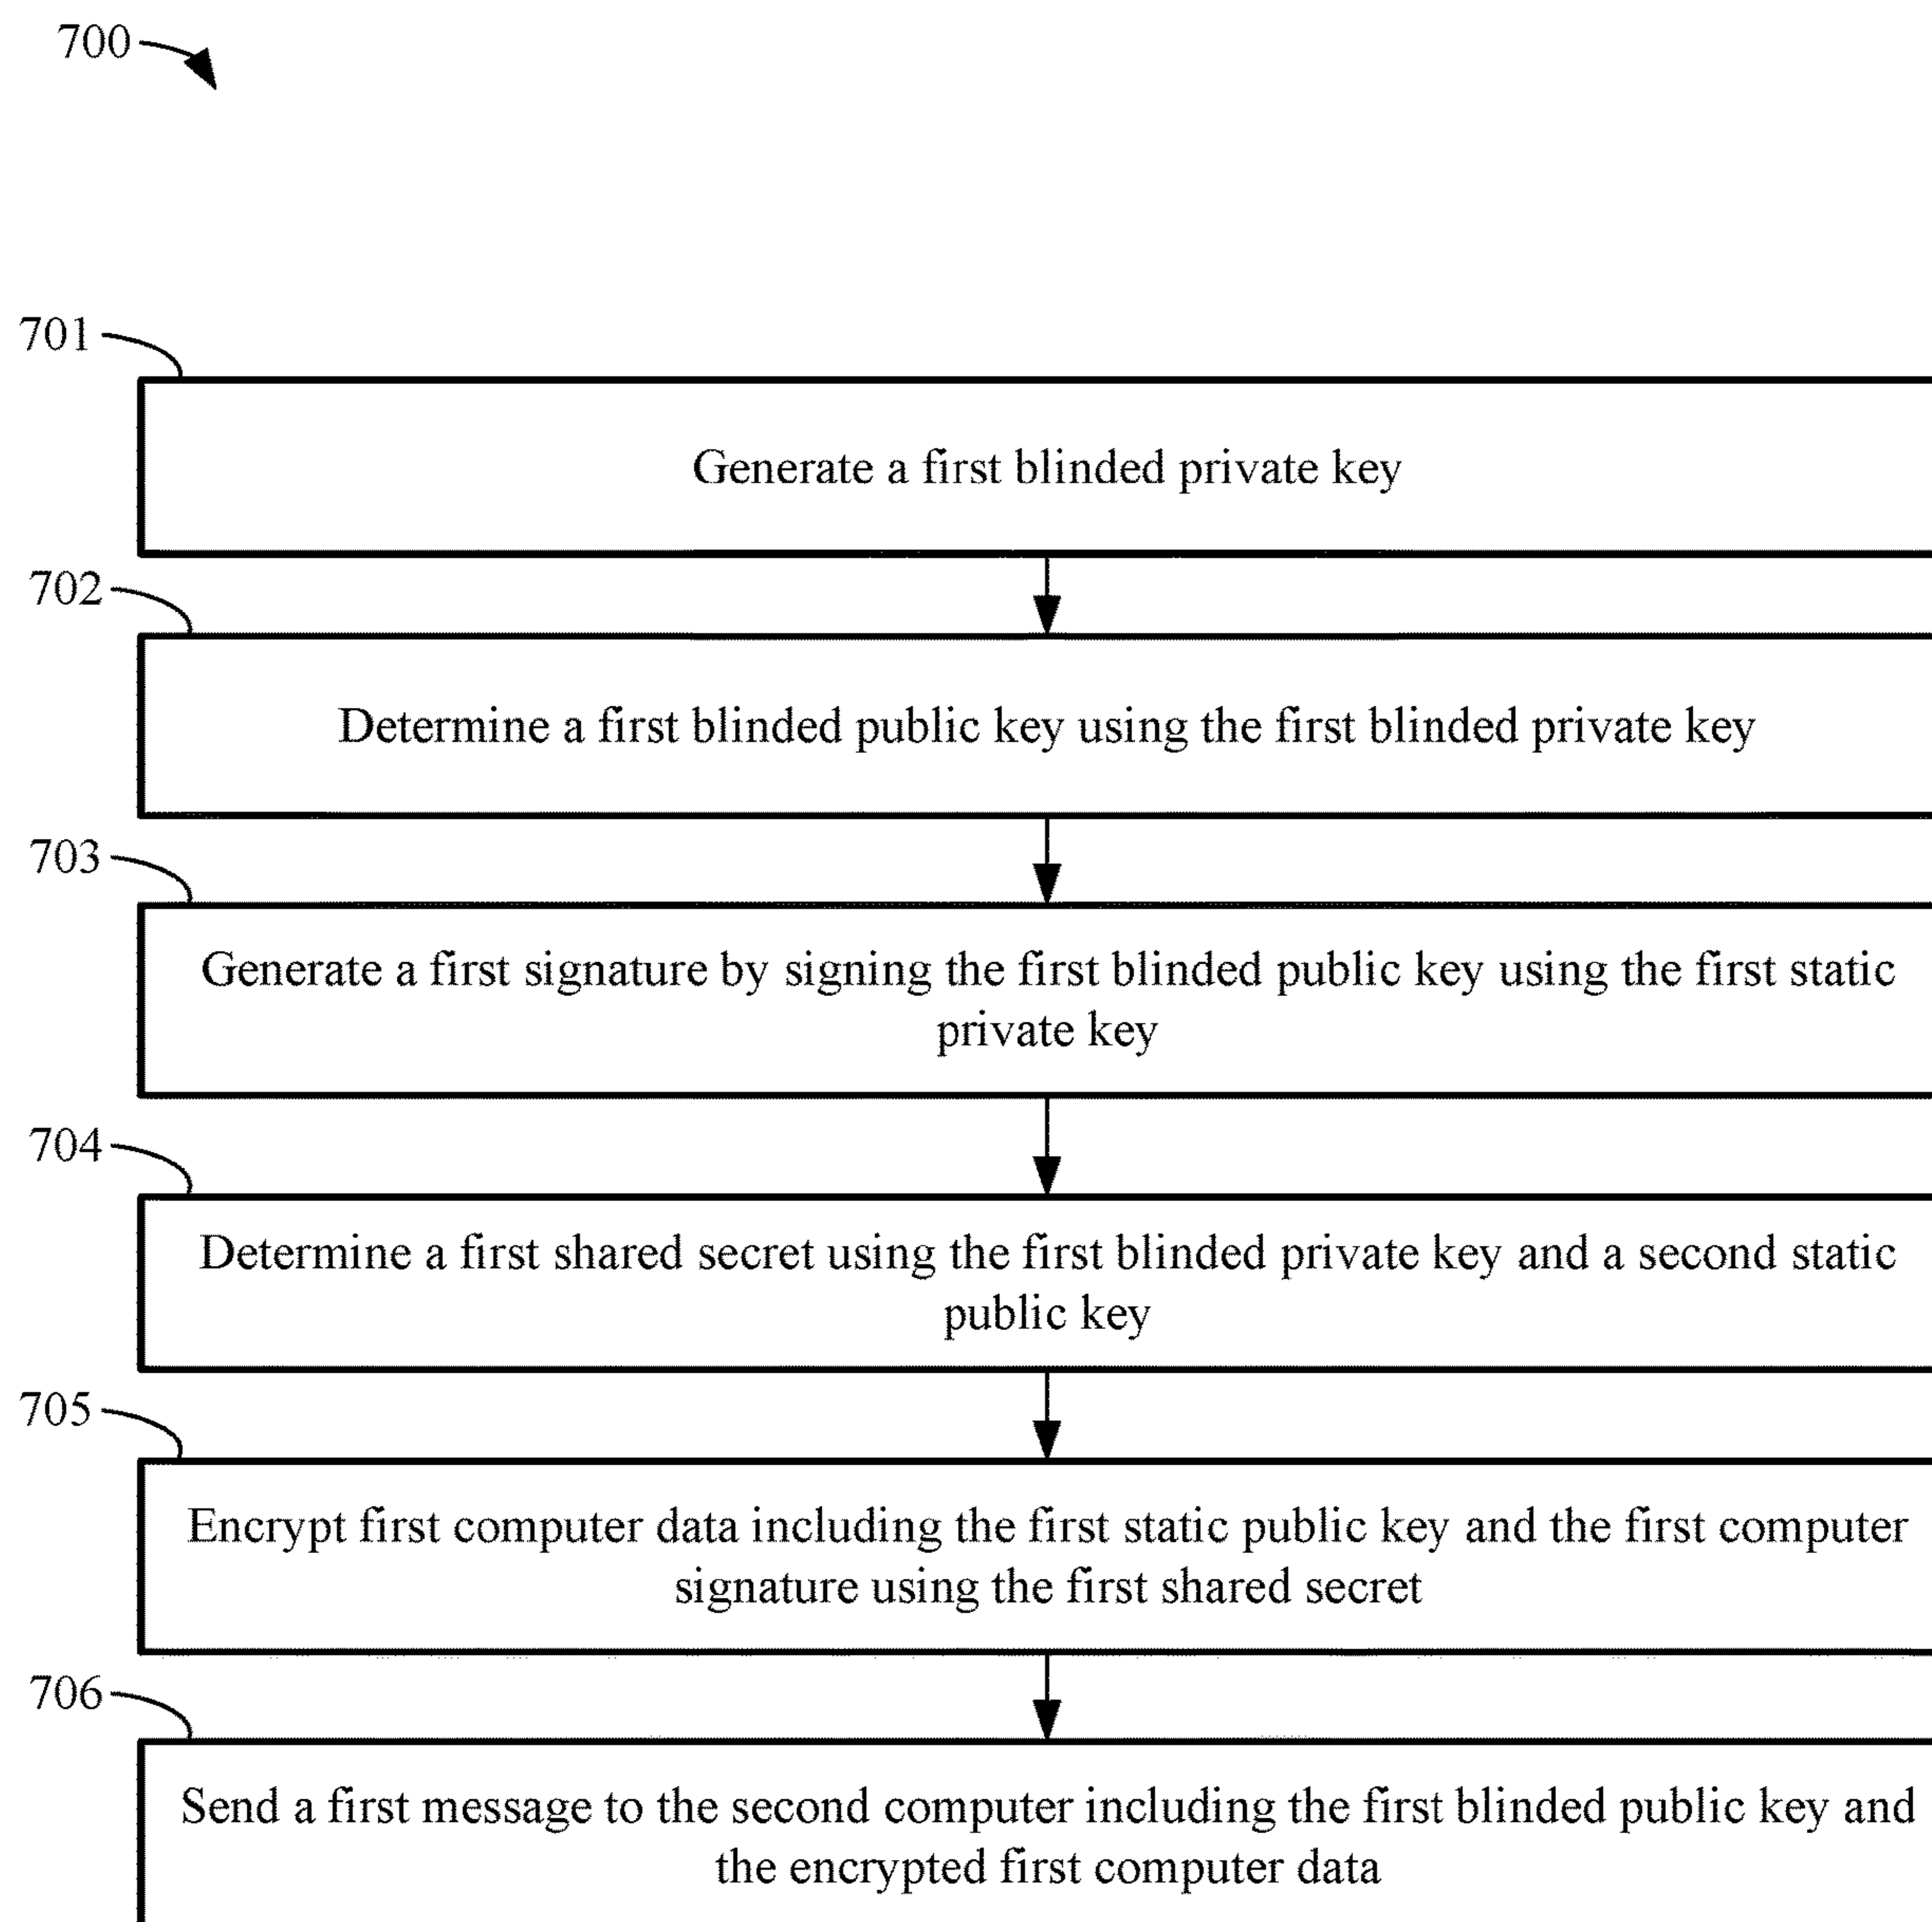 700
701
Generate a first blinded private key
702
Determine a first blinded public key using the first blinded private key
703
Generate a first signature by signing the first blinded public key using the first static
private key
704
Determine a first shared secret using the first blinded private key and a second static
public key
705
Encrypt first computer data including the first static public key and the first computer
signature using the first shared secret
706
Send a first message to the second computer including the first blinded public key and
the encrypted first computer data